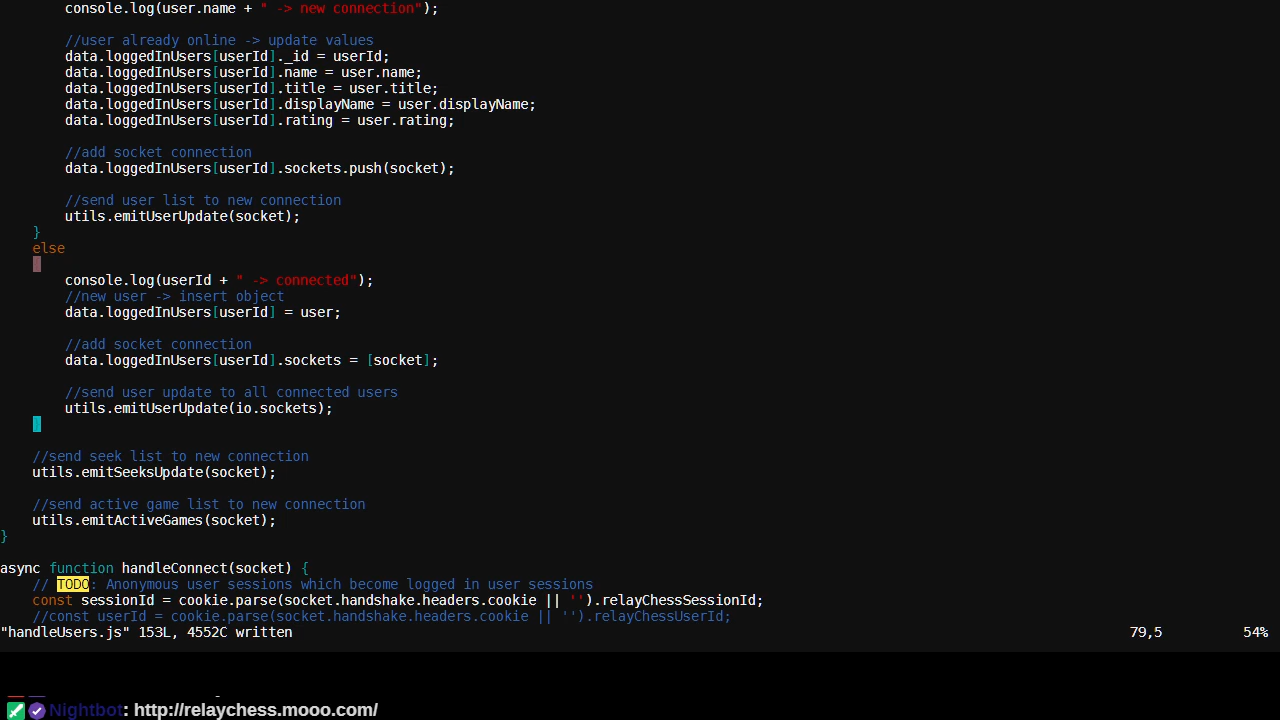 console.log(user.name + " -> new connection");
//user already online -> update values
data.loggedInUsers[userId]._id = userId;
data.loggedInUsers[userId].name = user.name;
data.loggedInUsers[userId].title = user.title;
data.loggedInUsers[userId].displayName = user.displayName;
data.loggedInUsers[userId].rating = user.rating;
//add socket connection
data.loggedInUsers[userId].sockets.push(socket);
//send user list to new connection
utils.emitUserUpdate(socket);
}
else
console.log(userId + " -> connected");
//new user -> insert object
data.loggedInUsers[userId] = user;
//add socket connection
data.loggedInUsers[userId].sockets = [socket];
//send user update to all connected users
utils.emitUserUpdate(io.sockets);
//send seek list to new connection
utils.emitSeeksUpdate(socket);
//send active game list to new connection
utils.emitActiveGames(socket);
}
async function handleConnect(socket) {
// TODO: Anonymous user sessions which become logged in user sessions
const sessionId = cookie.parse(socket.handshake.headers.cookie || '').relayChessSessionId;
//const userId = cookie.parse(socket.handshake.headers.cookie || '').relayChessUserId;
"handleUsers.js" 153L, 4552C written 79,5 54%
Nightbot: http://relaychess.mooo.com/